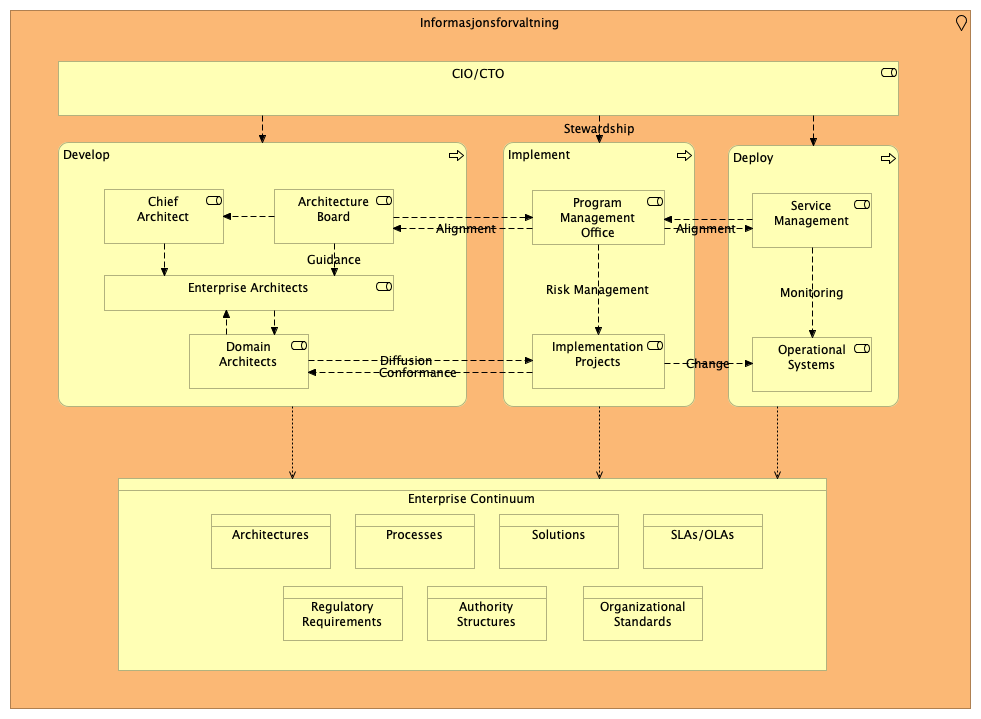 Informasjonsforvaltning
CIO/CTO
Stewardship
Develop
Implement
Deploy
Chief
Architect
Architecture
Board
Program
Management
Office
Service
Management
Alignment
Alignment
Guidance
Enterprise Architects
Risk Management
Monitoring
Domain
Architects
Implementation
Projects
Operational
Systems
Diffusion
Conformance
Change
Enterprise Continuum
Architectures
Processes
Solutions
SLAs/OLAs
Regulatory
Requirements
Authority
Structures
Organizational
Standards